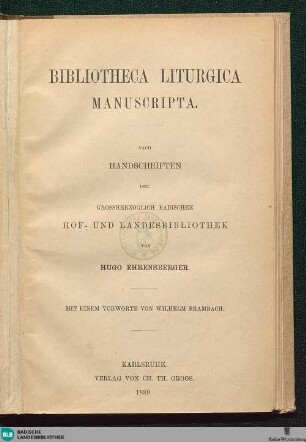 BIBLIOTHECA LITURGICA
MANUSCRIPTA.
NACH
HANDSCHRIFTEN
DER
GROSSHERZOGLICH BADISCHEN
HOF- UND LANDESBIBLIOTHEK
VON
HUGO EHRENSBERGER.
MIT EINEM VORWORTE VON WILHELM BRAMBACH.
KARLSRUHE
VERLAG VON CH. TH. GROOS.
1889.
BLB
BADISCHE
LANDESBIBLIOTHEK